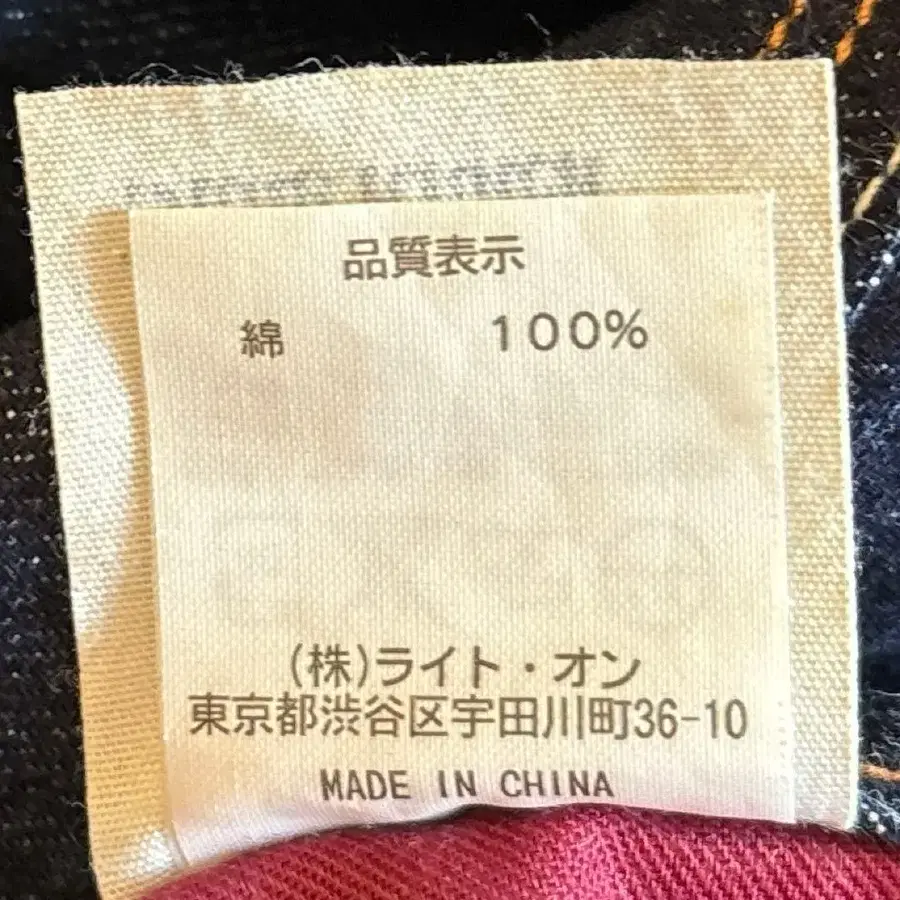 品質表示
綿 100%
(株)ライト・オン
東京都渋谷区宇田川町36-10
MADE IN CHINA